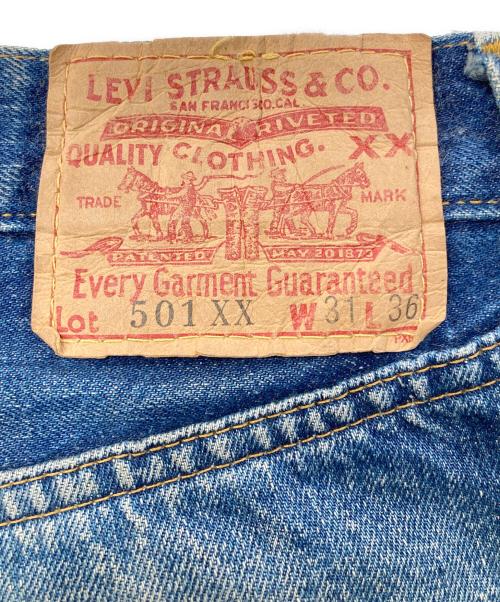 LEVI STRAUSS & CO.
SAN FRANCISCO, CAL
ORIGINAL RIVETED
QUALITY CLOTHING. XX
TRADE MARK
PATENTED MAY 20 1873
Every Garment Guaranteed
Lot 501 XX W 31 L 36